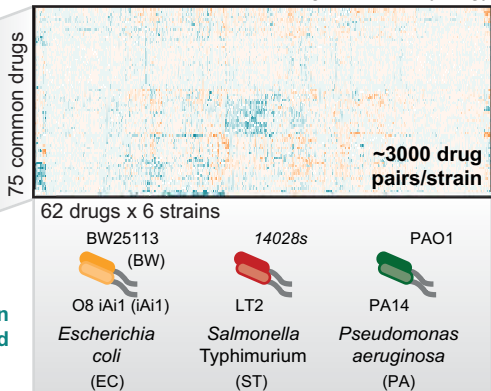 75 common drugs
~3000 drug
pairs/strain
62 drugs x 6 strains
BW25113
(BW)
14028s
PAO1
O8 iAi1 (iAi1)
LT2
PA14
Escherichia
coli
Salmonella
Typhimurium
Pseudomonas
aeruginosa
(EC)
(ST)
(PA)